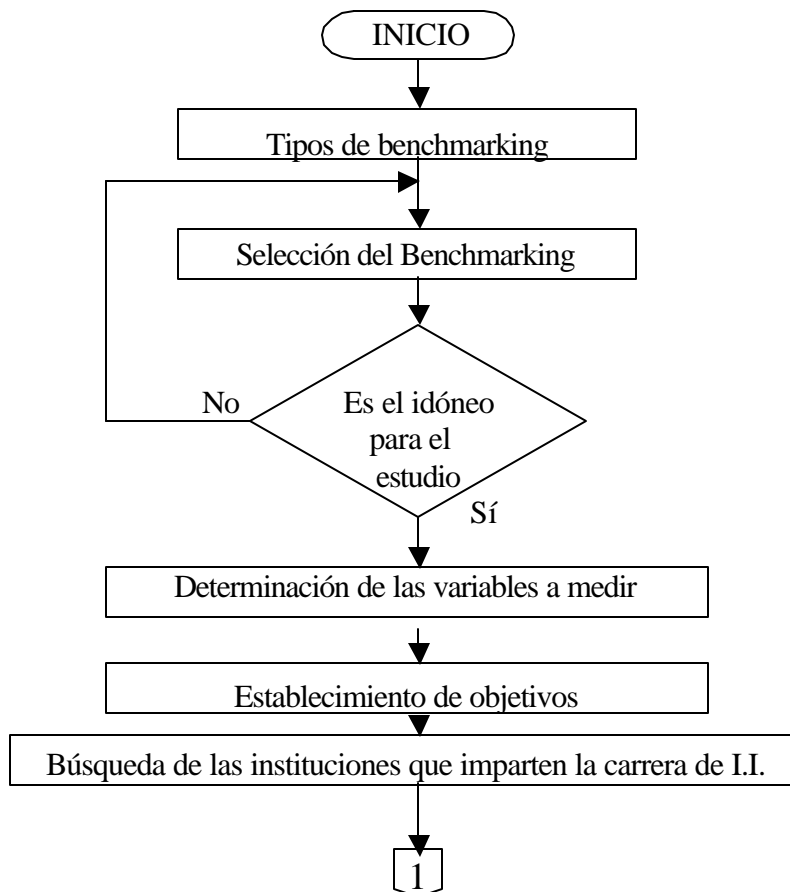 INICIO
Tipos de benchmarking
Selección del Benchmarking
No
Es el idóneo
para el
estudio
Sí
Determinación de las variables a medir
Establecimiento de objetivos
Búsqueda de las instituciones que imparten la carrera de I.I.
1